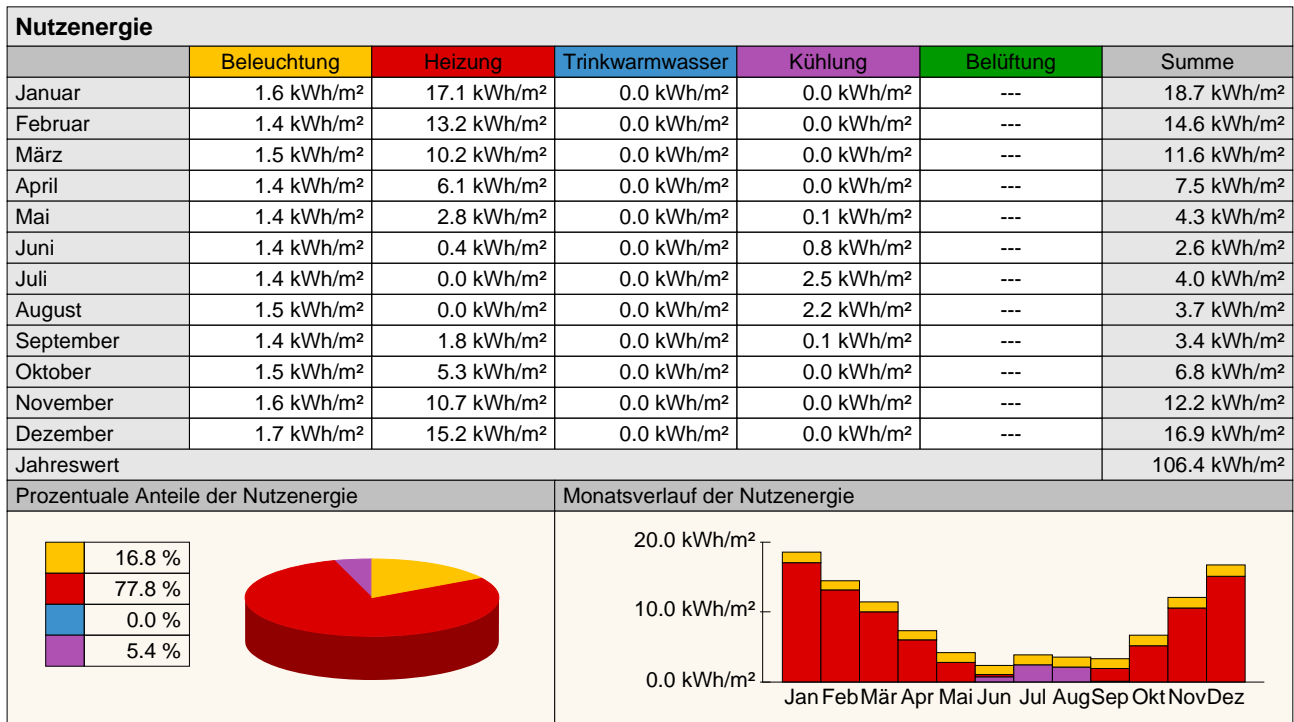 Nutzenergie
Beleuchtung Heizung Trinkwarmwasser Kühlung Belüftung Summe
Januar 1.6 kWh/m² 17.1 kWh/m² 0.0 kWh/m² 0.0 kWh/m² --- 18.7 kWh/m²
Februar 1.4 kWh/m² 13.2 kWh/m² 0.0 kWh/m² 0.0 kWh/m² --- 14.6 kWh/m²
März 1.5 kWh/m² 10.2 kWh/m² 0.0 kWh/m² 0.0 kWh/m² --- 11.6 kWh/m²
April 1.4 kWh/m² 6.1 kWh/m² 0.0 kWh/m² 0.0 kWh/m² --- 7.5 kWh/m²
Mai 1.4 kWh/m² 2.8 kWh/m² 0.0 kWh/m² 0.1 kWh/m² --- 4.3 kWh/m²
Juni 1.4 kWh/m² 0.4 kWh/m² 0.0 kWh/m² 0.8 kWh/m² --- 2.6 kWh/m²
Juli 1.4 kWh/m² 0.0 kWh/m² 0.0 kWh/m² 2.5 kWh/m² --- 4.0 kWh/m²
August 1.5 kWh/m² 0.0 kWh/m² 0.0 kWh/m² 2.2 kWh/m² --- 3.7 kWh/m²
September 1.4 kWh/m² 1.8 kWh/m² 0.0 kWh/m² 0.1 kWh/m² --- 3.4 kWh/m²
Oktober 1.5 kWh/m² 5.3 kWh/m² 0.0 kWh/m² 0.0 kWh/m² --- 6.8 kWh/m²
November 1.6 kWh/m² 10.7 kWh/m² 0.0 kWh/m² 0.0 kWh/m² --- 12.2 kWh/m²
Dezember 1.7 kWh/m² 15.2 kWh/m² 0.0 kWh/m² 0.0 kWh/m² --- 16.9 kWh/m²
Jahreswert 106.4 kWh/m²
Prozentuale Anteile der Nutzenergie
16.8 %
77.8 %
0.0 %
5.4 %
Monatsverlauf der Nutzenergie
20.0 kWh/m²
10.0 kWh/m²
0.0 kWh/m²
Jan Feb Mär Apr Mai Jun Jul Aug Sep Okt Nov Dez